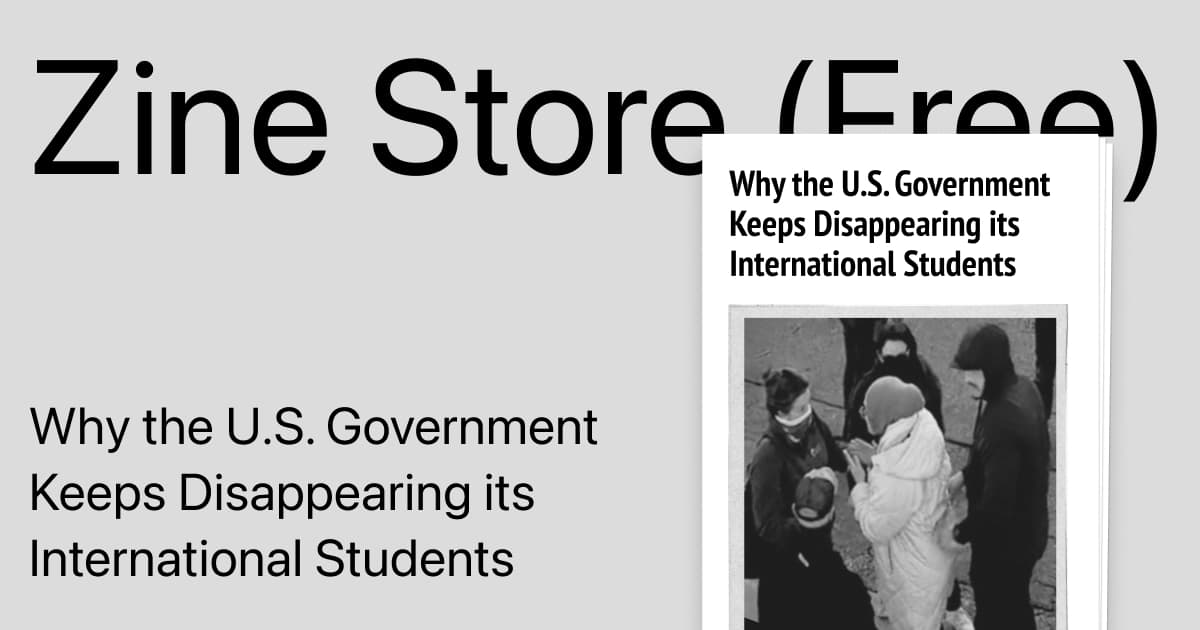 Zine Store (Free)
Why the U.S. Government
Keeps Disappearing its
International Students
Why the U.S. Government
Keeps Disappearing its
International Students